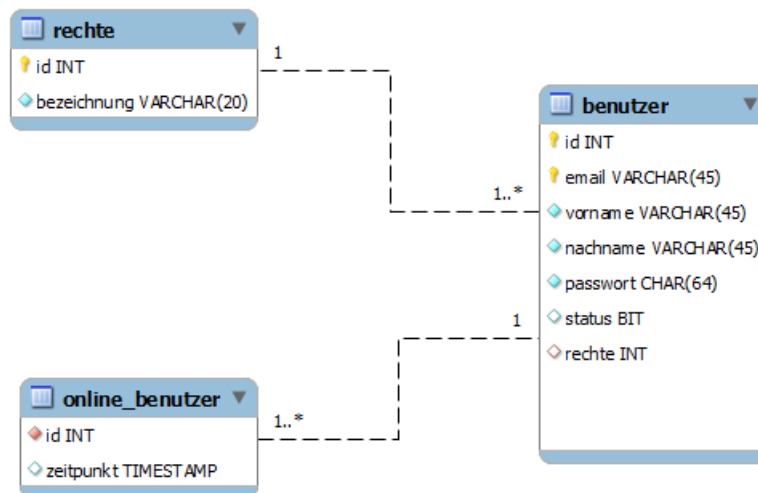 rechte
id INT
bezeichnung VARCHAR(20)
1
1..*
benutzer
id INT
email VARCHAR(45)
vorname VARCHAR(45)
nachname VARCHAR(45)
passwort CHAR(64)
status BIT
rechte INT
1
1..*
online_benutzer
id INT
zeitpunkt TIMESTAMP